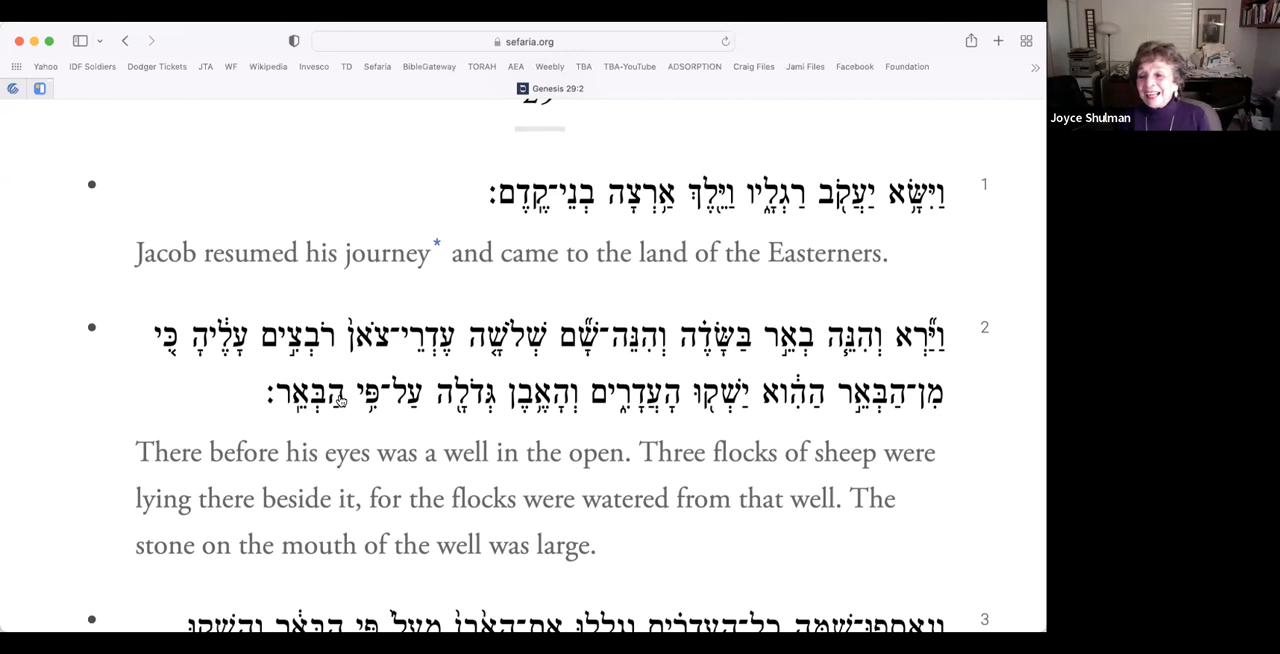 sefaria.org
Yahoo IDF Soldiers Dodger Tickets JTA WF Wikipedia Invesco TD Sefaria BibleGateway TORAH AEA Weebly TBA TBA-YouTube ADSORPTION Craig Files Jami Files Facebook Foundation
Genesis 29:2
29
1 וַיִּשָּׂ֥א יַעֲקֹ֖ב רַגְלָ֑יו וַיֵּ֖לֶךְ אַ֥רְצָה בְנֵי־קֶֽדֶם׃
Jacob resumed his journey* and came to the land of the Easterners.
2 וַיַּ֞רְא וְהִנֵּ֧ה בְאֵ֣ר בַּשָּׂדֶ֗ה וְהִנֵּה־שָׁ֞ם שְׁלֹשָׁ֤ה עֶדְרֵי־צֹאן֙ רֹבְצִ֣ים עָלֶ֔יהָ כִּ֚י
מִן־הַבְּאֵ֣ר הַהִ֔וא יַשְׁק֖וּ הָעֲדָרִ֑ים וְהָאֶ֥בֶן גְּדֹלָ֖ה עַל־פִּ֥י הַבְּאֵֽר׃
There before his eyes was a well in the open. Three flocks of sheep were
lying there beside it, for the flocks were watered from that well. The
stone on the mouth of the well was large.
3 וְנֶאֶסְפוּ־שָׁ֣מָּה כׇל־הָעֲדָרִ֗ים וְגָלְל֤וּ אֶת־הָאֶ֙בֶן֙ מֵעַל֙ פִּ֣י הַבְּאֵ֔ר וְהִשְׁק֖וּ
Joyce Shulman